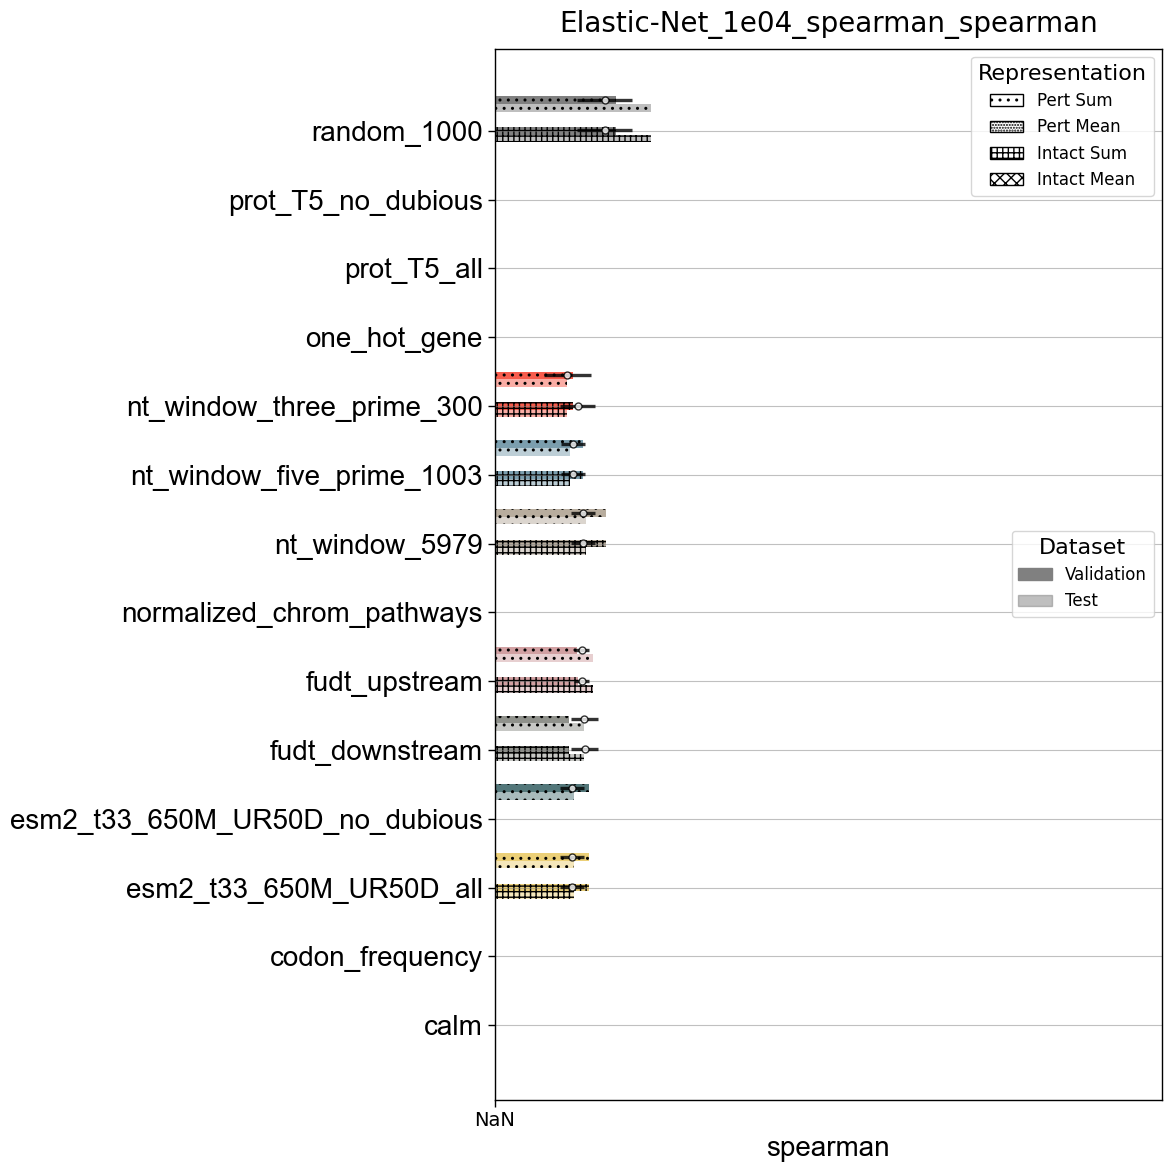 Elastic-Net_1e04_spearman_spearman
Representation
Pert Sum
Pert Mean
Intact Sum
Intact Mean
random_1000
prot_T5_no_dubious
prot_T5_all
one_hot_gene
nt_window_three_prime_300
nt_window_five_prime_1003
nt_window_5979
Dataset
Validation
Test
normalized_chrom_pathways
fudt_upstream
fudt_downstream
esm2_t33_650M_UR50D_no_dubious
esm2_t33_650M_UR50D_all
codon_frequency
calm
NaN
spearman